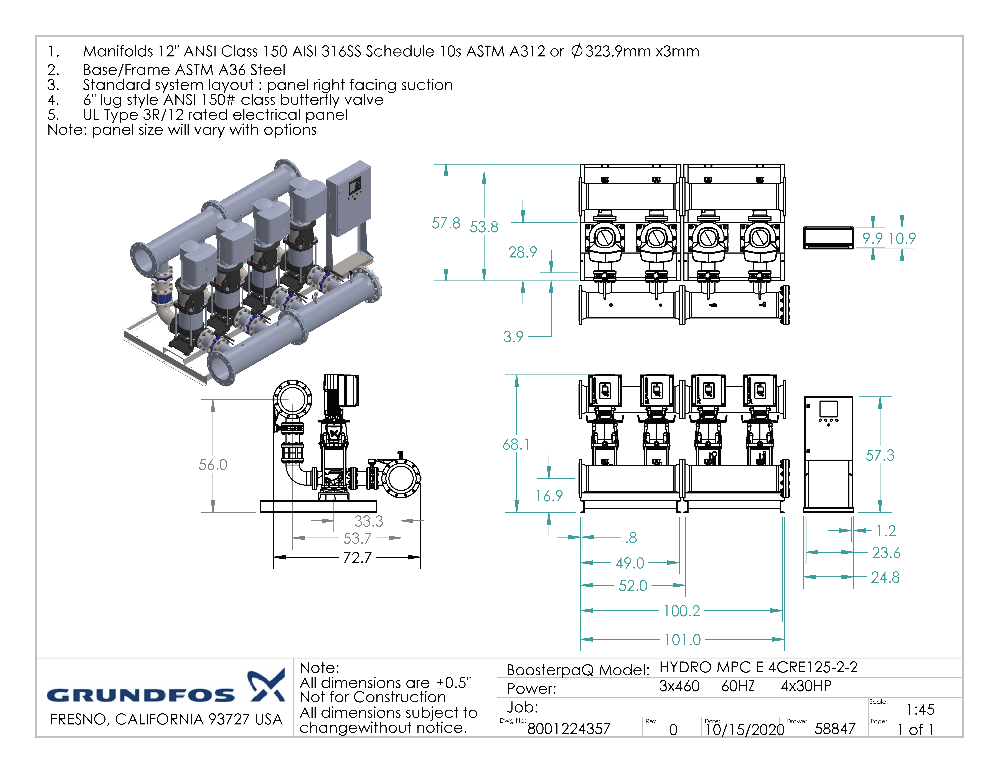 1. Manifolds 12" ANSI Class 150 AISI 316SS Schedule 10s ASTM A312 or Ø323.9mm x3mm
2. Base/Frame ASTM A36 Steel
3. Standard system layout ; panel right facing suction
4. 6" lug style ANSI 150# class butterfly valve
5. UL Type 3R/12 rated electrical panel
Note: panel size will vary with options
57.8
53.8
28.9
3.9
9.9
10.9
56.0
33.3
53.7
72.7
68.1
16.9
57.3
.8
49.0
52.0
100.2
101.0
1.2
23.6
24.8
GRUNDFOS
FRESNO, CALIFORNIA 93727 USA
Note:
All dimensions are +0.5"
Not for Construction
All dimensions subject to
changewithout notice.
BoosterpaQ Model: HYDRO MPC E 4CRE125-2-2
Power: 3x460 60HZ 4x30HP
Job:
Scale: 1:45
Dwg. No: 8001224357
Rev: 0
Date: 10/15/2020
Drawer 58847
Paper: 1 of 1